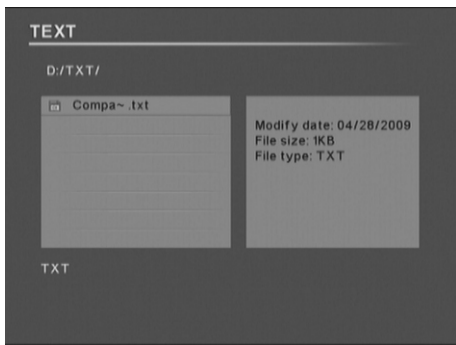 TEXT
D:/TXT/
Compa~.txt
Modify date: 04/28/2009
File size: 1KB
File type: TXT
TXT